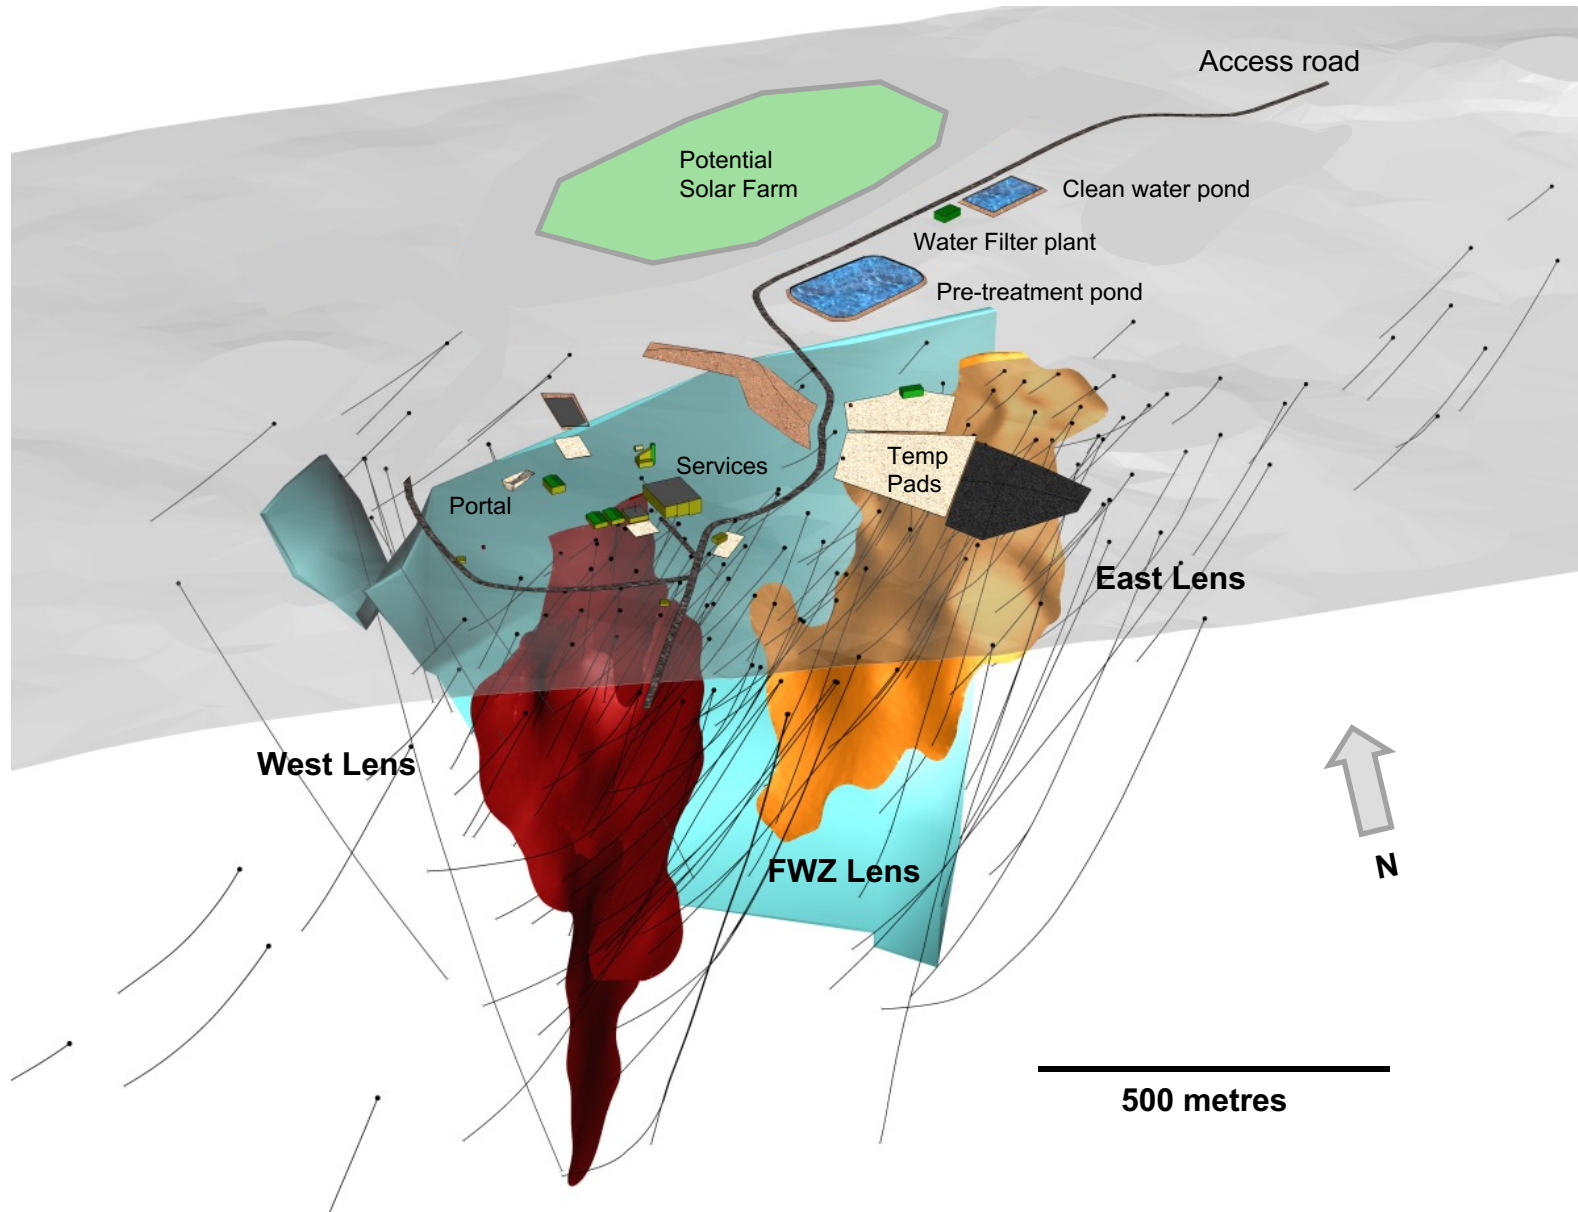 Access road
Potential
Solar Farm
Clean water pond
Water Filter plant
Pre-treatment pond
Services
Temp
Pads
Portal
East Lens
West Lens
FWZ Lens
N
500 metres